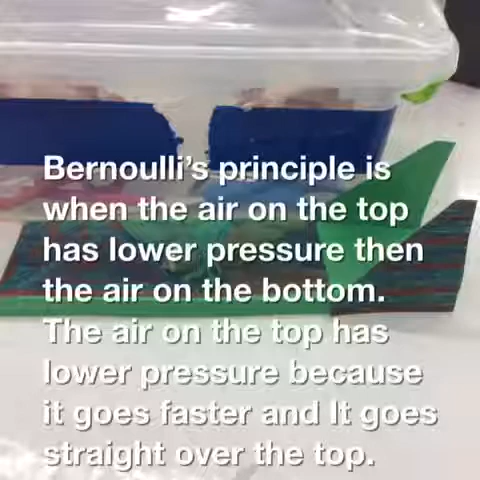 Bernoulli's principle is
when the air on the top
has lower pressure then
the air on the bottom.
The air on the top has
lower pressure because
it goes faster and It goes
straight over the top.